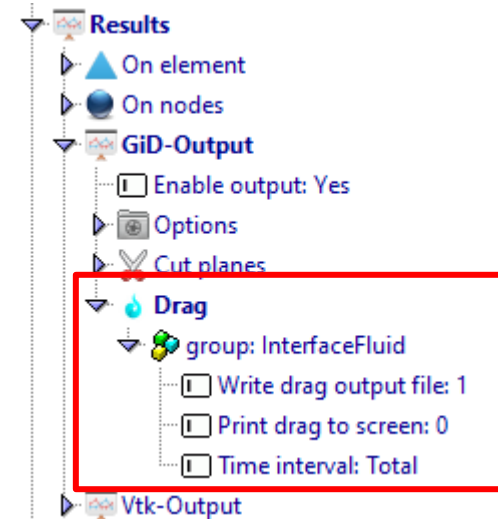 Results
On element
On nodes
GiD-Output
Enable output: Yes
Options
Cut planes
Drag
group: InterfaceFluid
Write drag output file: 1
Print drag to screen: 0
Time interval: Total
Vtk-Output